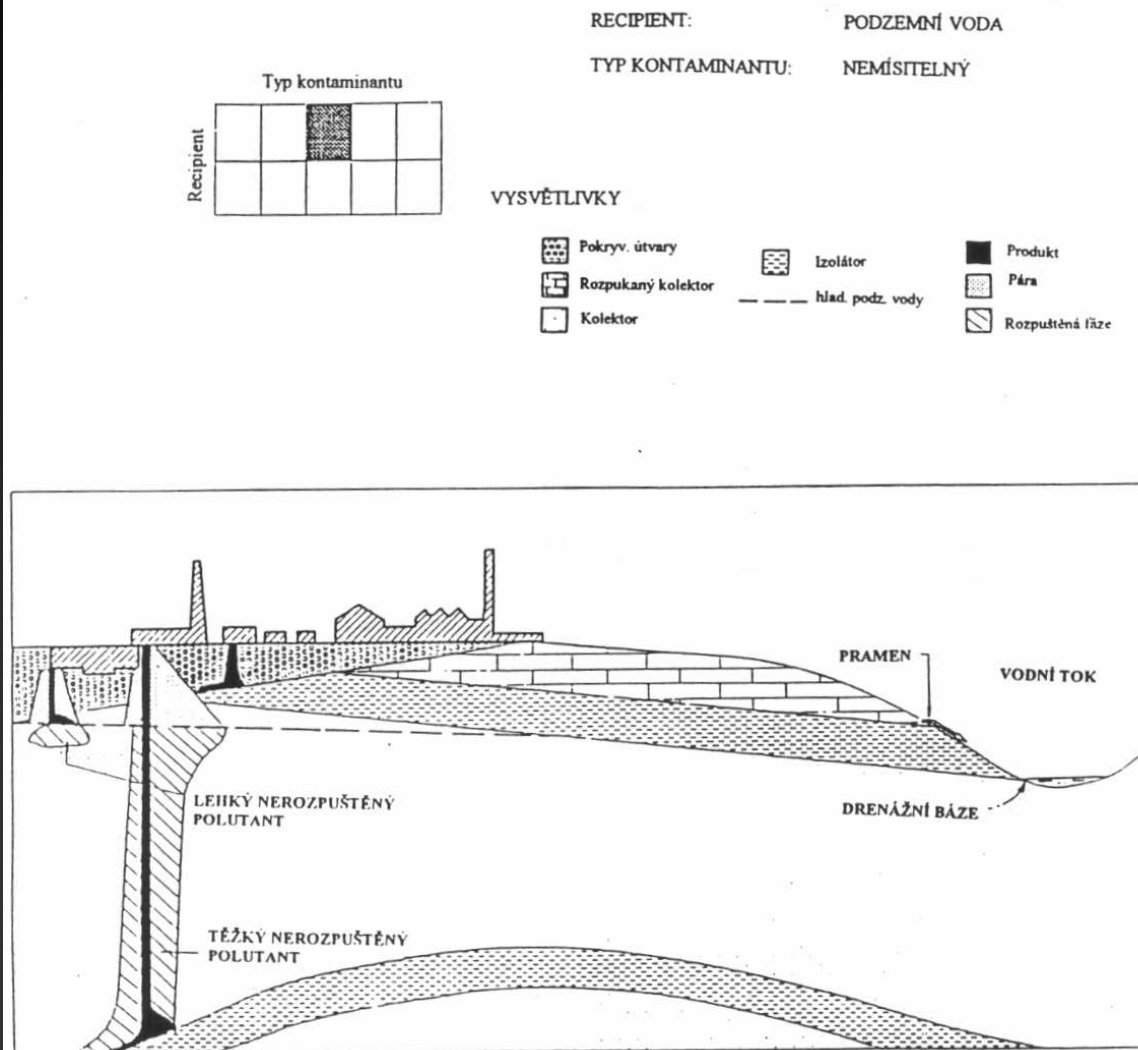 RECIPIENT: PODZEMNÍ VODA
TYP KONTAMINANTU: NEMÍSITELNÝ
Typ kontaminantu
Recipient
VYSVĚTLIVKY
Pokryv. útvary
Rozpukaný kolektor
Kolektor
Izolátor
hlad. podz. vody
Produkt
Pára
Rozpuštěná fáze
PRAMEN
VODNÍ TOK
DRENÁŽNÍ BÁZE
LEHKÝ NEROZPUŠTĚNÝ
POLUTANT
TĚŽKÝ NEROZPUŠTĚNÝ
POLUTANT